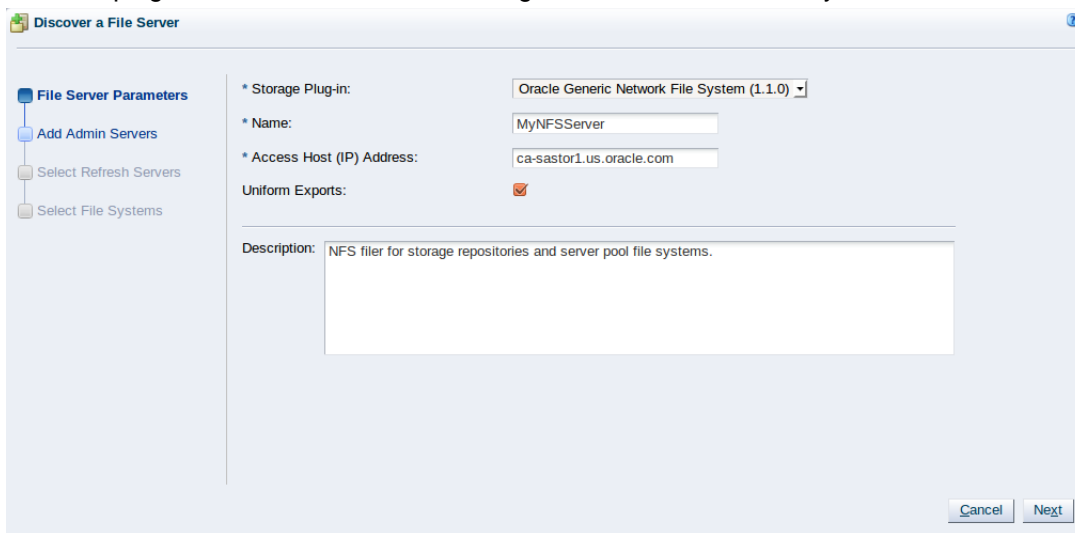 Discover a File Server
File Server Parameters
Add Admin Servers
Select Refresh Servers
Select File Systems
* Storage Plug-in: Oracle Generic Network File System (1.1.0)
* Name: MyNFSServer
* Access Host (IP) Address: ca-sastor1.us.oracle.com
Uniform Exports:
Description: NFS filer for storage repositories and server pool file systems.
Cancel Next